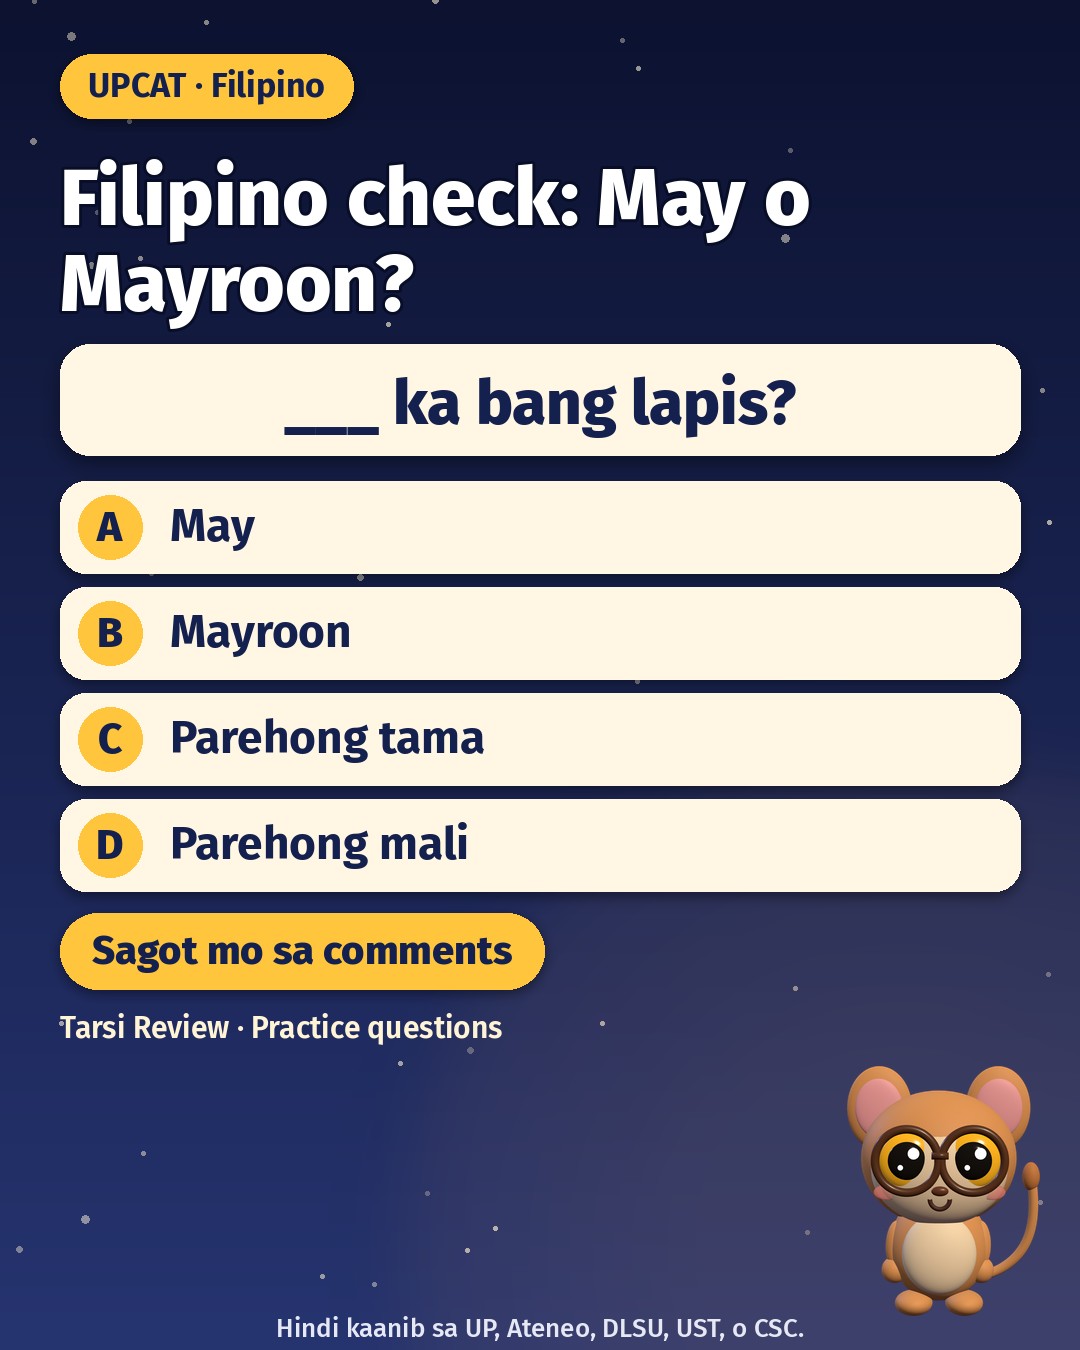 UPCAT · Filipino
Filipino check: May o
Mayroon?
___ ka bang lapis?
A May
B Mayroon
C Parehong tama
D Parehong mali
Sagot mo sa comments
Tarsi Review · Practice questions
Hindi kaanib sa UP, Ateneo, DLSU, UST, o CSC.